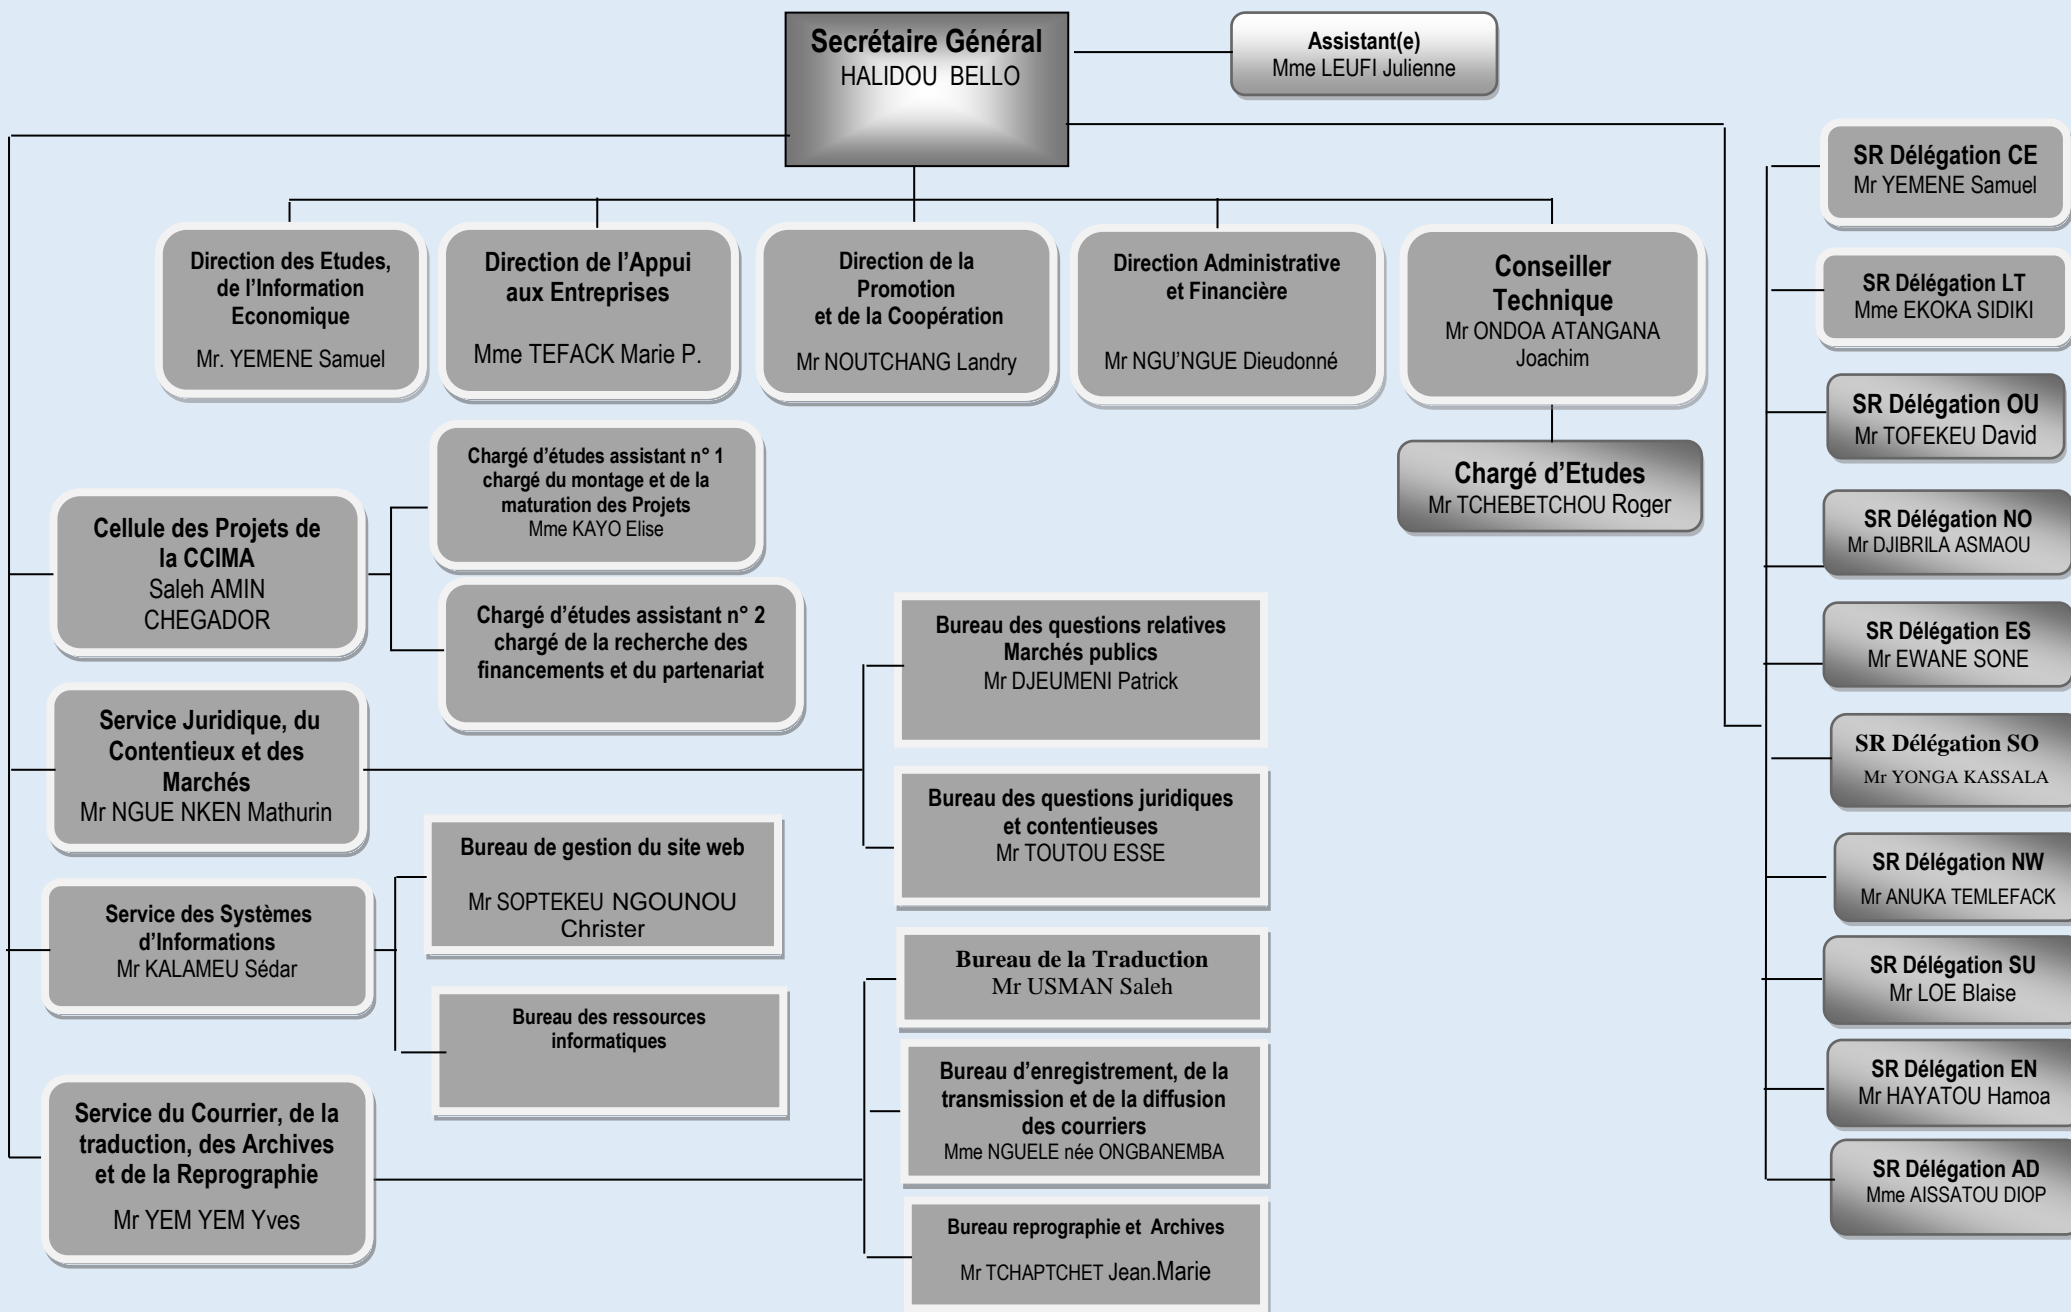 Secrétaire Général
HALIDOU BELLO
Assistant(e)
Mme LEUFI Julienne
Direction des Etudes,
de l'Information
Economique
Mr. YEMENE Samuel
Direction de l'Appui
aux Entreprises
Mme TEFACK Marie P.
Direction de la
Promotion
et de la Coopération
Mr NOUTCHANG Landry
Direction Administrative
et Financière
Mr NGU'NGUE Dieudonné
Conseiller
Technique
Mr ONDOA ATANGANA
Joachim
Chargé d'Etudes
Mr TCHEBETCHOU Roger
Cellule des Projets de
la CCIMA
Saleh AMIN
CHEGADOR
Chargé d'études assistant n° 1
chargé du montage et de la
maturation des Projets
Mme KAYO Elise
Chargé d'études assistant n° 2
chargé de la recherche des
financements et du partenariat
Service Juridique, du
Contentieux et des
Marchés
Mr NGUE NKEN Mathurin
Bureau des questions relatives
Marchés publics
Mr DJEUMENI Patrick
Bureau des questions juridiques
et contentieuses
Mr TOUTOU ESSE
Service des Systèmes
d'Informations
Mr KALAMEU Sédar
Bureau de gestion du site web
Mr SOPTEKEU NGOUNOU
Christer
Bureau des ressources
informatiques
Service du Courrier, de la
traduction, des Archives
et de la Reprographie
Mr YEM YEM Yves
Bureau de la Traduction
Mr USMAN Saleh
Bureau d'enregistrement, de la
transmission et de la diffusion
des courriers
Mme NGUELE née ONGBANEMBA
Bureau reprographie et Archives
Mr TCHAPTCHET Jean.Marie
SR Délégation CE
Mr YEMENE Samuel
SR Délégation LT
Mme EKOKA SIDIKI
SR Délégation OU
Mr TOFEKEU David
SR Délégation NO
Mr DJIBRILA ASMAOU
SR Délégation ES
Mr EWANE SONE
SR Délégation SO
Mr YONGA KASSALA
SR Délégation NW
Mr ANUKA TEMLEFACK
SR Délégation SU
Mr LOE Blaise
SR Délégation EN
Mr HAYATOU Hamoa
SR Délégation AD
Mme AISSATOU DIOP